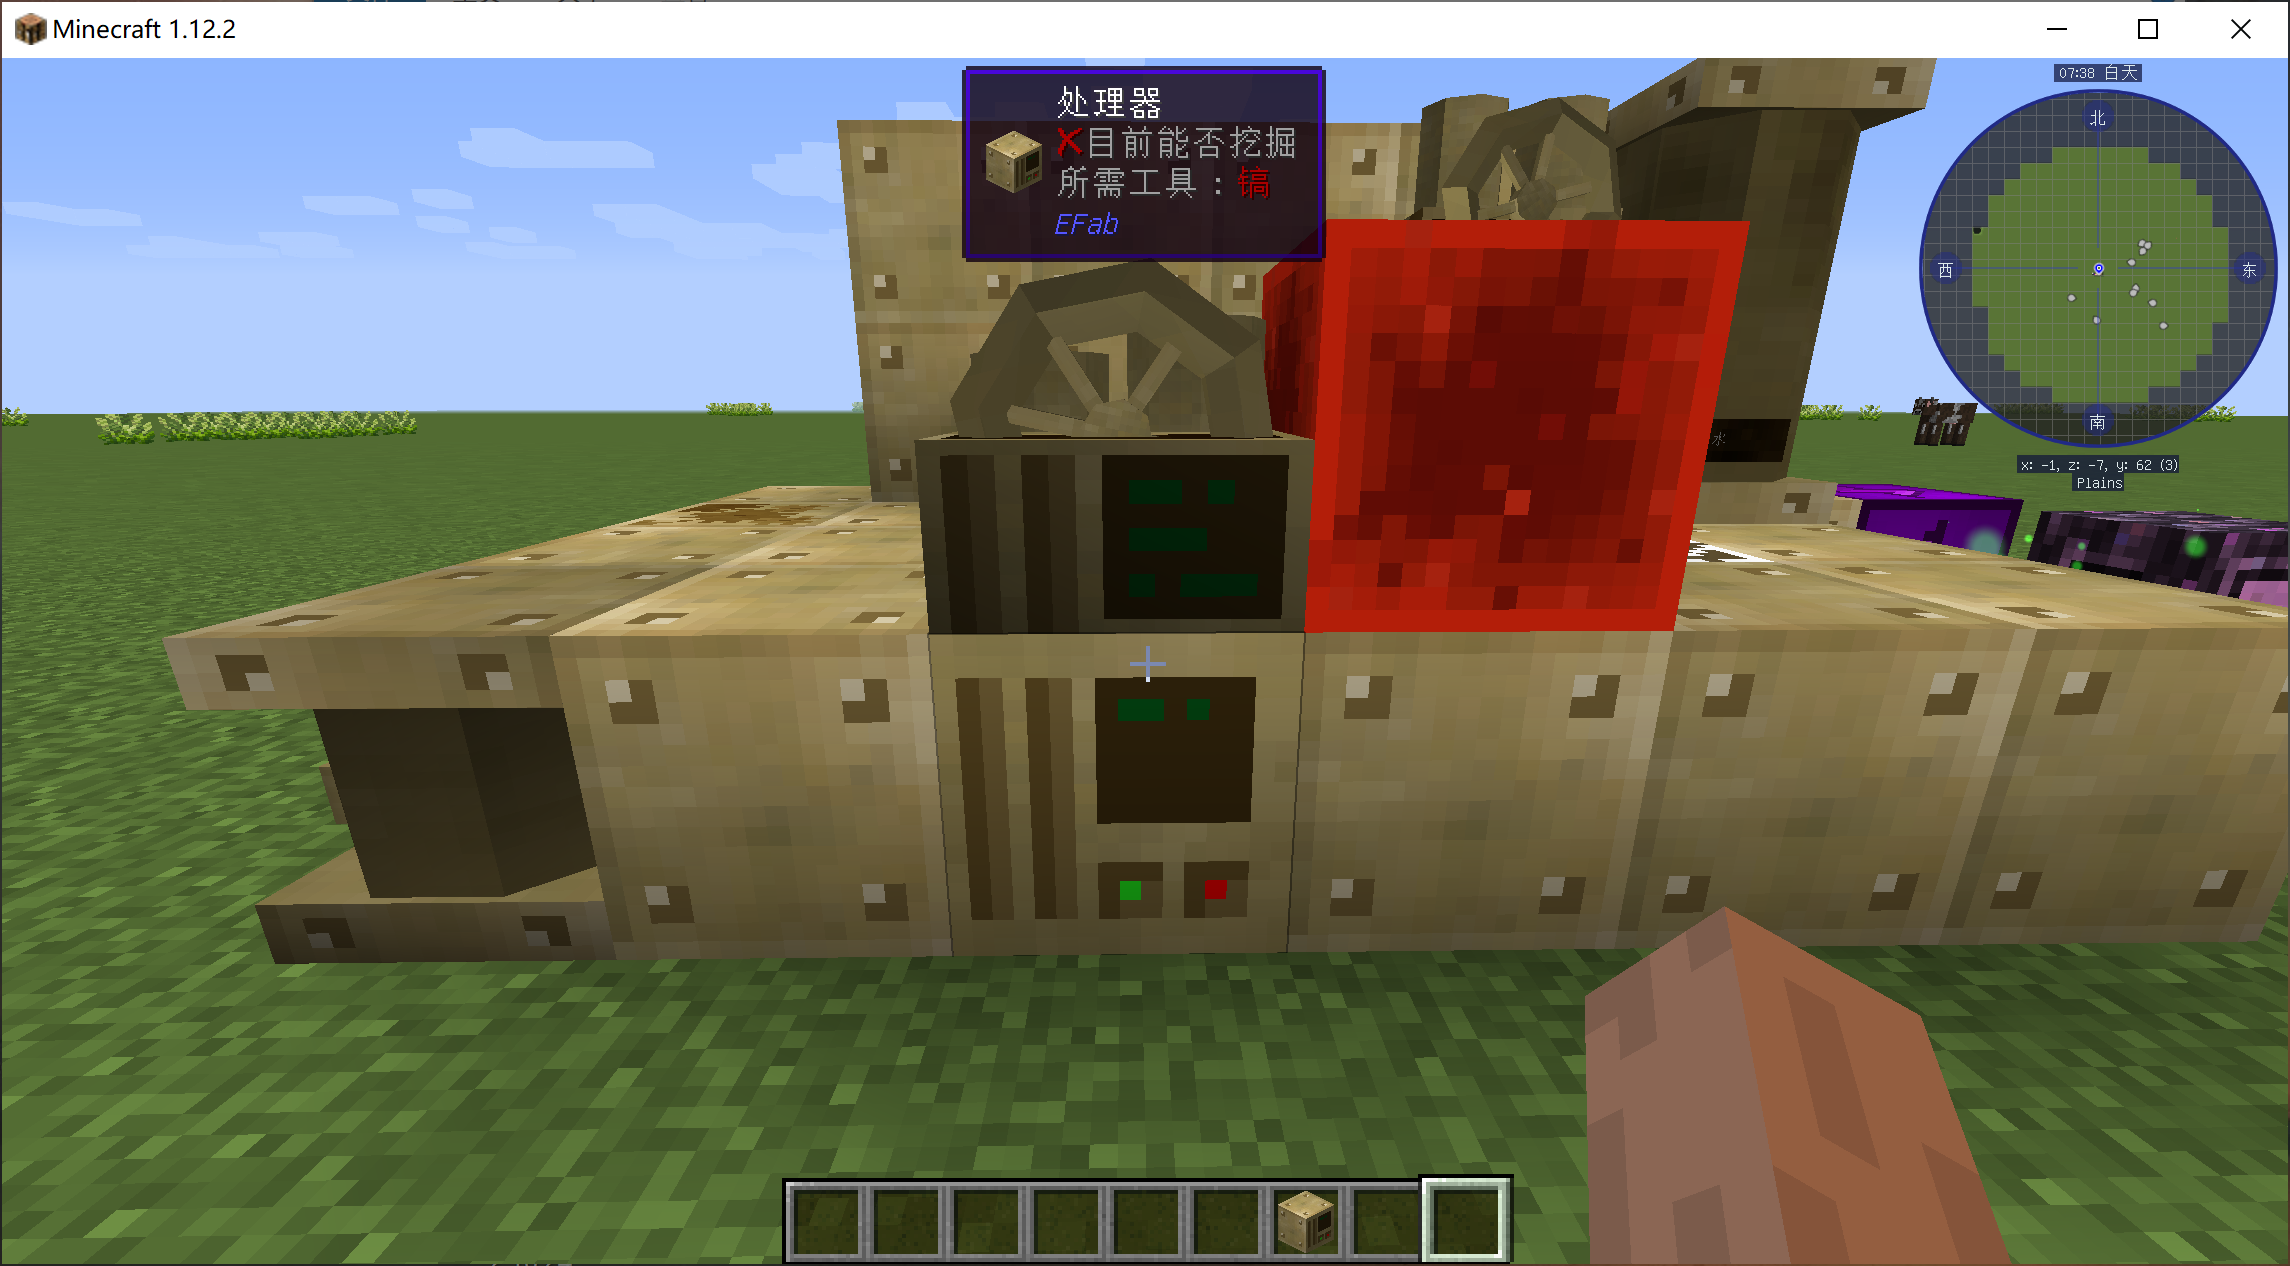 Minecraft 1.12.2
处理器
目前能否挖掘
所需工具：镐
EFab
07:38 白天
北
西
东
南
x: -1, z: -7, y: 62 (3)
Plains
水